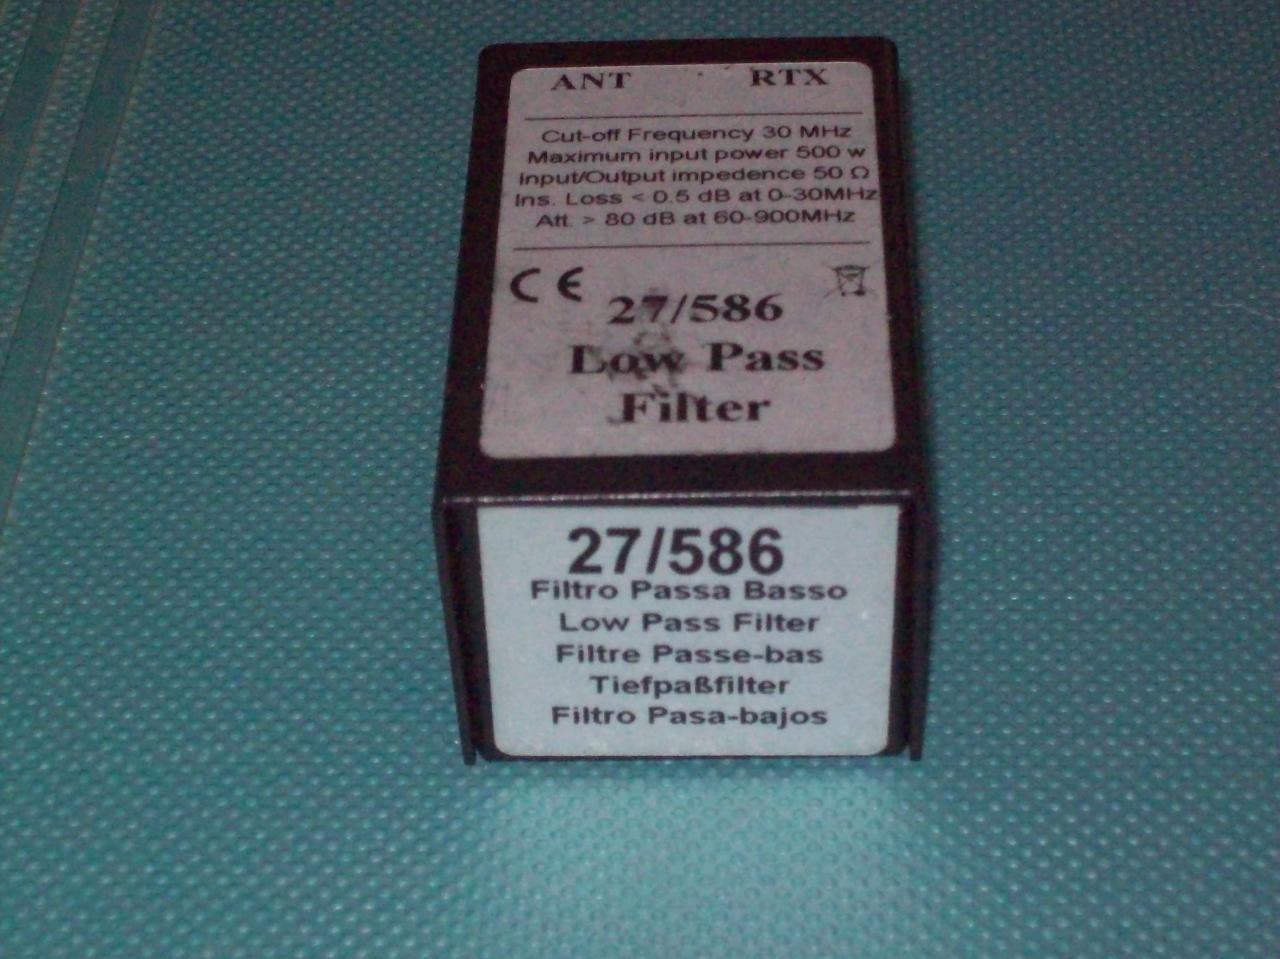 ANT RTX
Cut-off Frequency 30 MHz
Maximum input power 500 w
Input/Output impedence 50 Ω
Ins. Loss < 0.5 dB at 0-30MHz
Att. > 80 dB at 60-900MHz
CE
27/586
Low Pass
Filter
27/586
Filtro Passa Basso
Low Pass Filter
Filtre Passe-bas
Tiefpaßfilter
Filtro Pasa-bajos